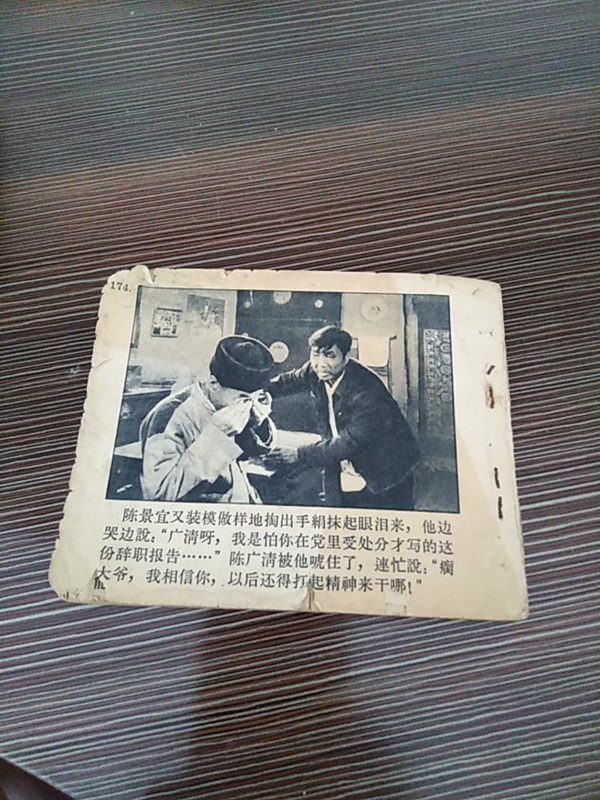 174.
陈景宜又装模做样地掏出手絹抹起眼泪来，他边
哭边說：“广清呀，我是怕你在党里受处分才写的这
份辞职报告……”陈广清被他唬住了，連忙說：“瘸
大爷，我相信你，以后还得打起精神来干哪！”